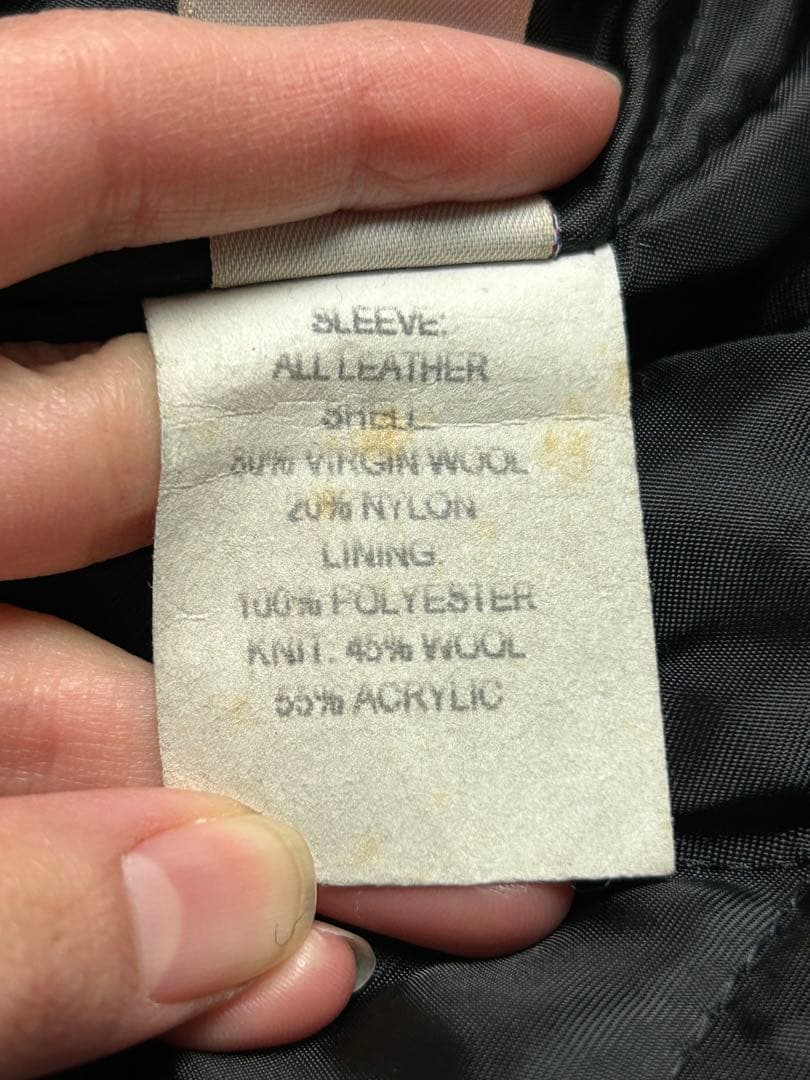 SLEEVE:
ALL LEATHER
SHELL:
80% VIRGIN WOOL
20% NYLON
LINING:
100% POLYESTER
KNIT: 45% WOOL
55% ACRYLIC